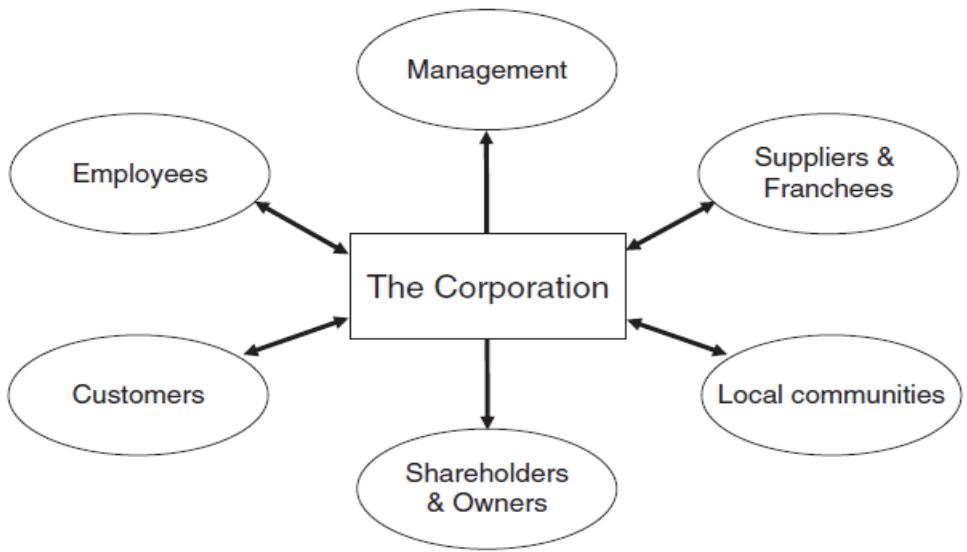 Management
Employees
Suppliers &
Franchees
The Corporation
Customers
Local communities
Shareholders
& Owners